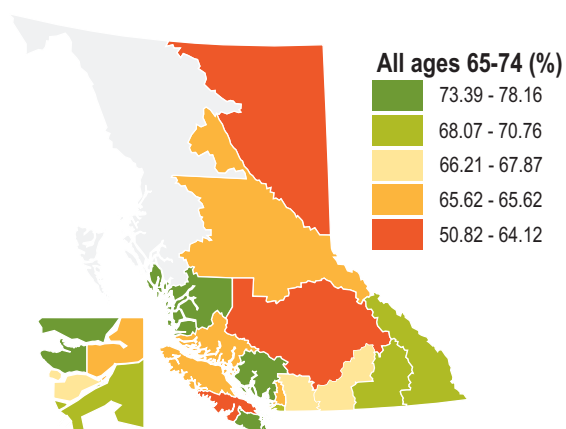 All ages 65-74 (%)
73.39 - 78.16
68.07 - 70.76
66.21 - 67.87
65.62 - 65.62
50.82 - 64.12